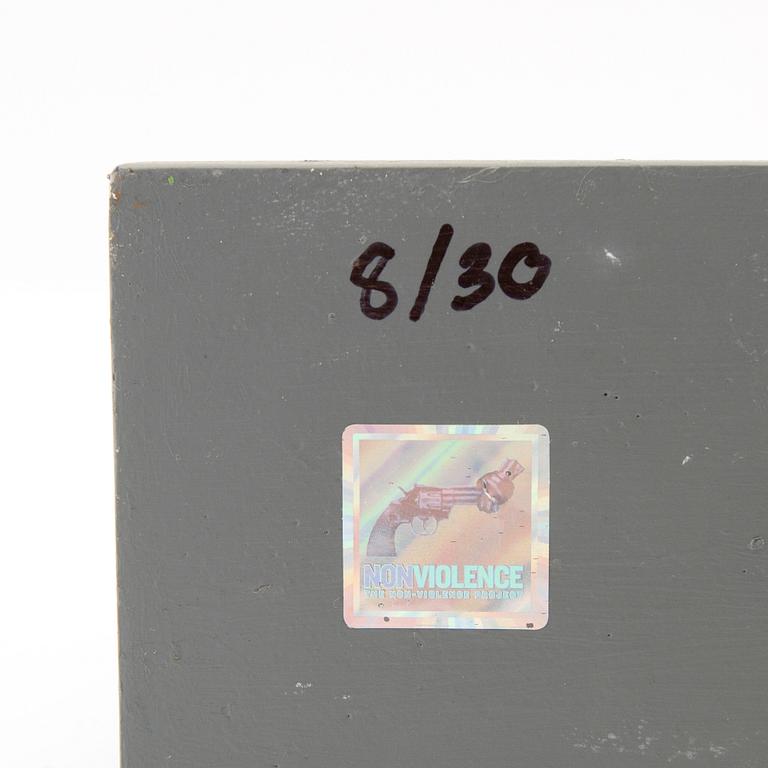 8/30
NONVIOLENCE
THE NON-VIOLENCE PROJECT